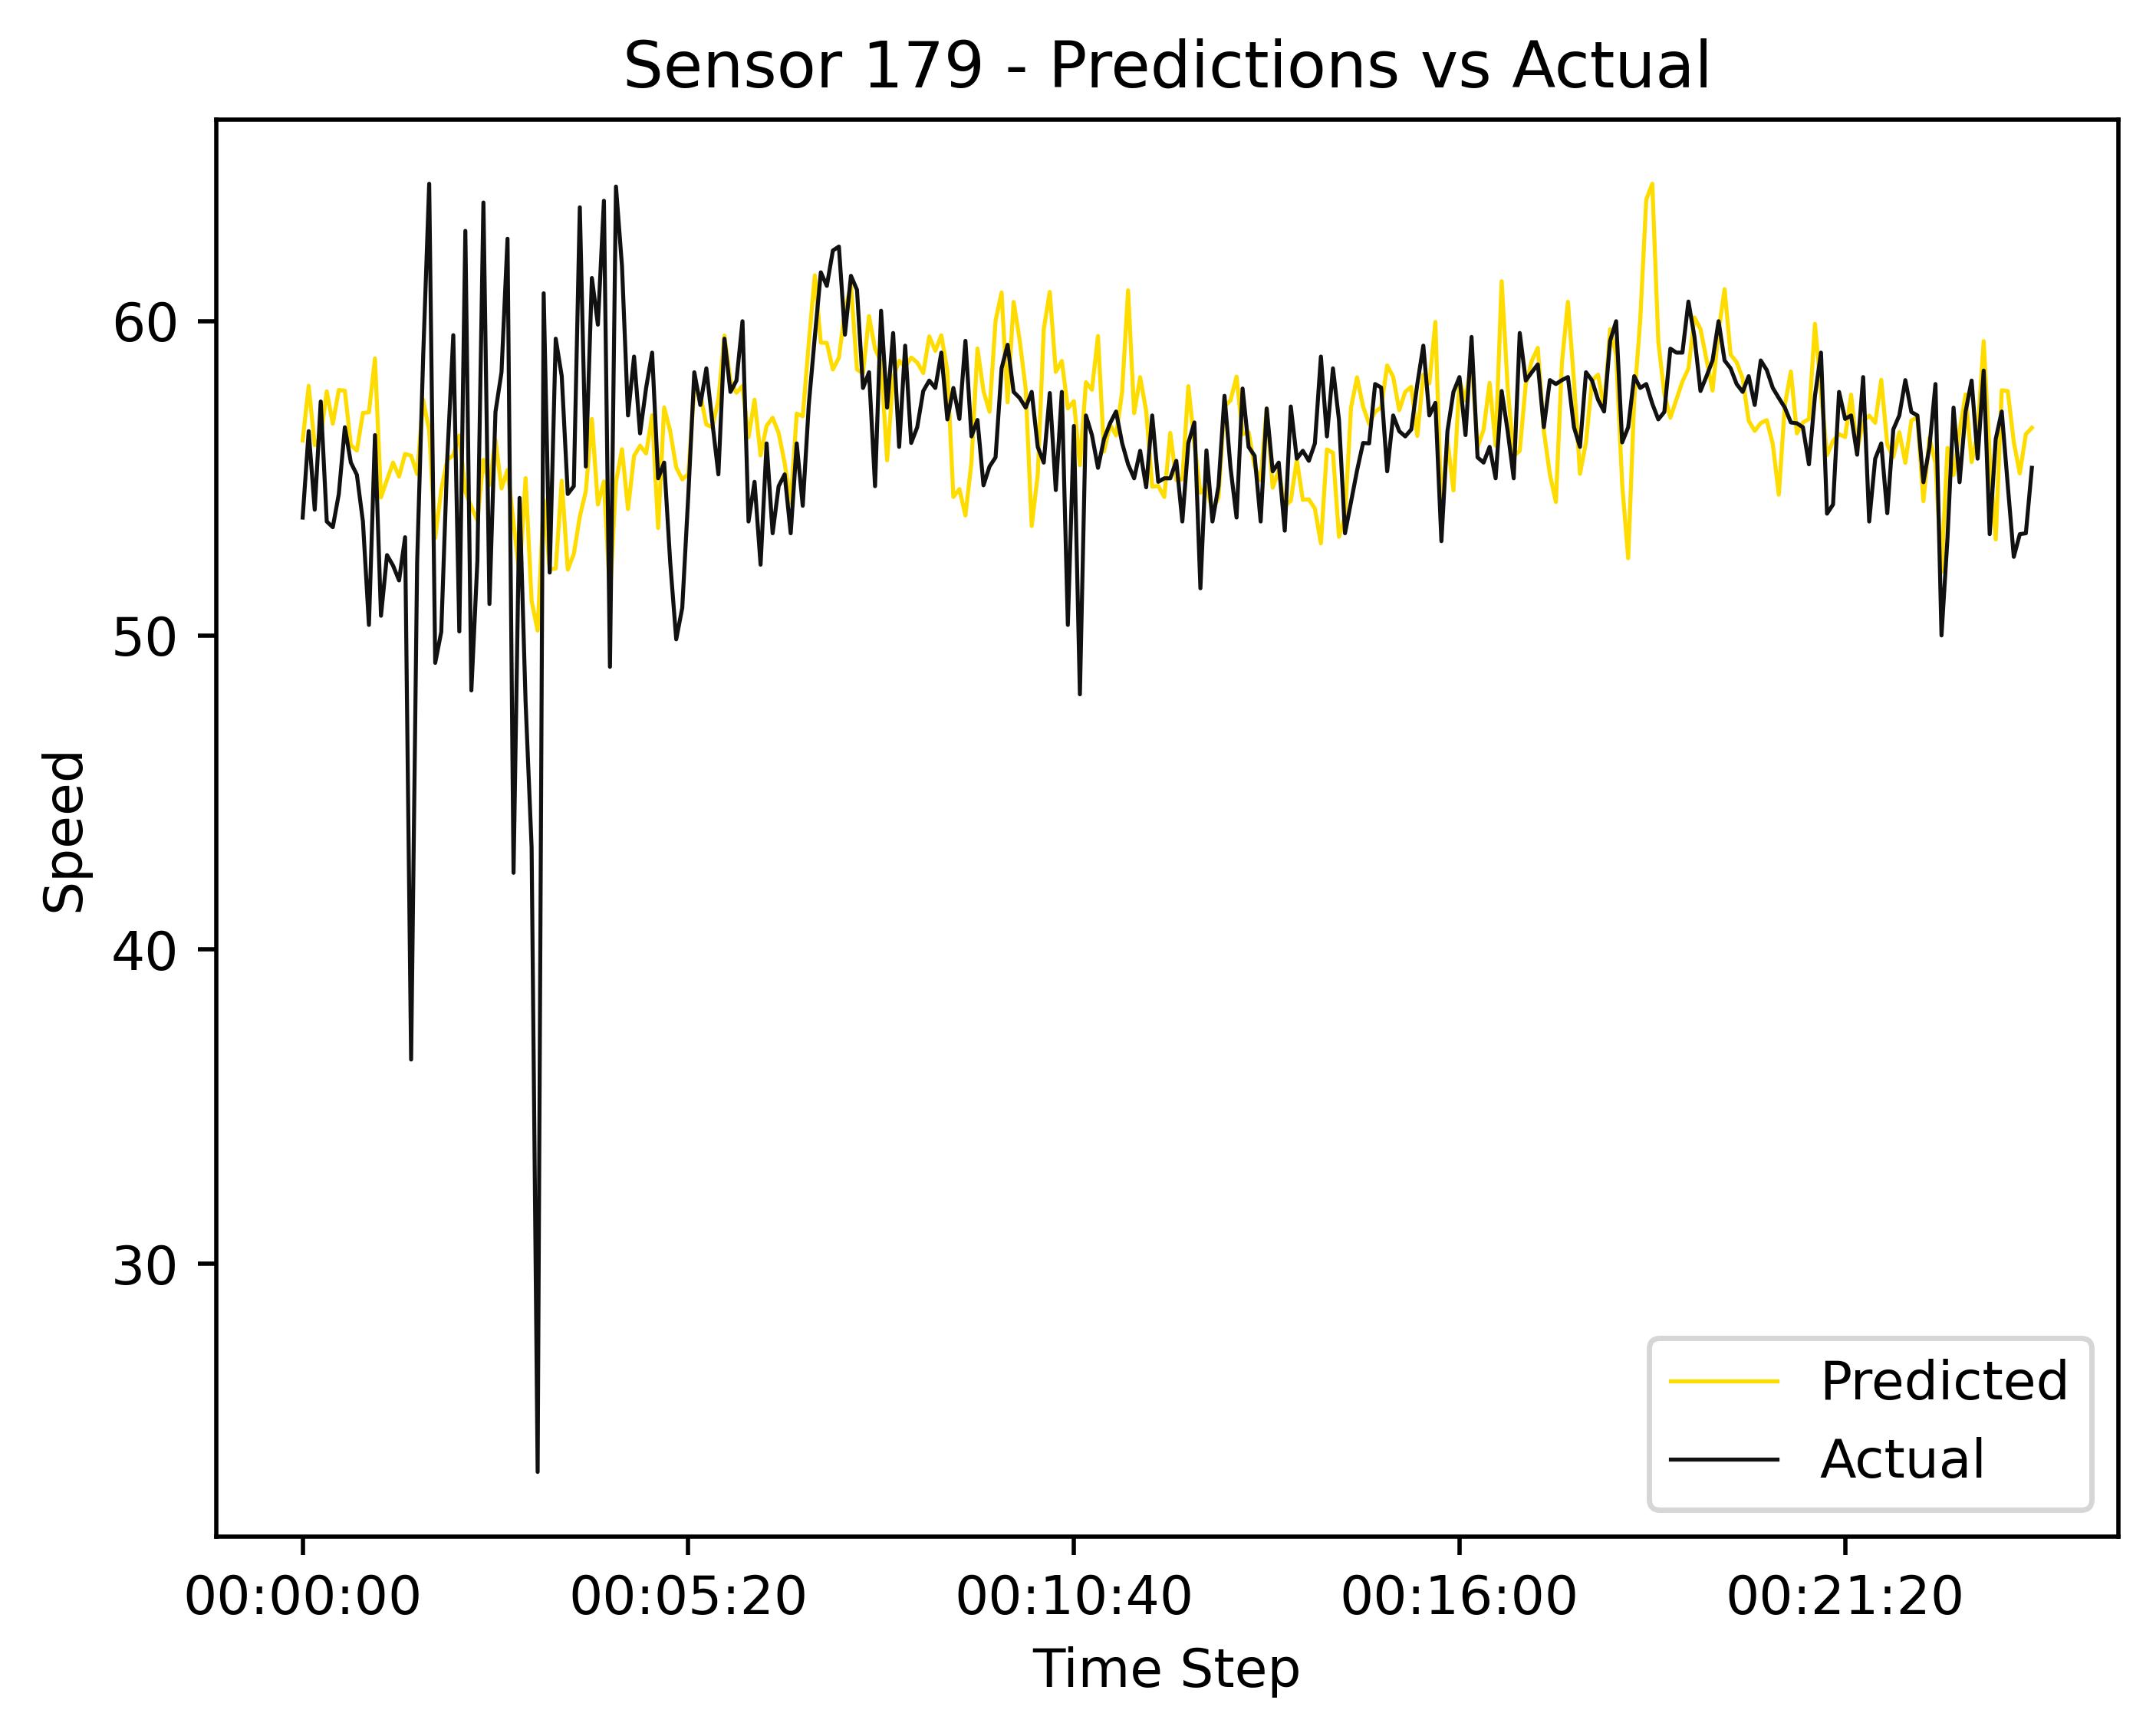 Sensor 179 - Predictions vs Actual
60
50
40
30
Speed
Predicted
Actual
00:00:00 00:05:20 00:10:40 00:16:00 00:21:20
Time Step